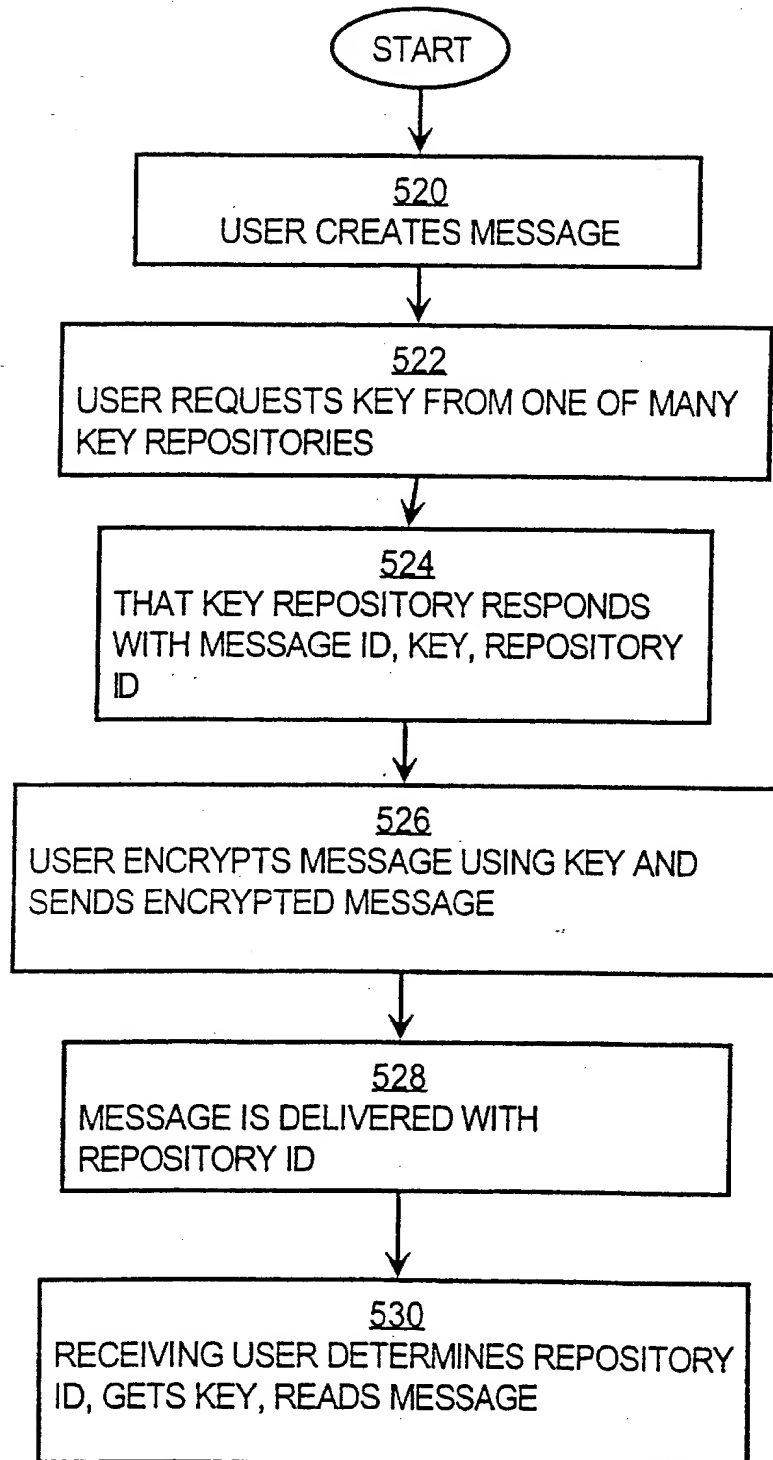 START
520
USER CREATES MESSAGE
522
USER REQUESTS KEY FROM ONE OF MANY
KEY REPOSITORIES
524
THAT KEY REPOSITORY RESPONDS
WITH MESSAGE ID, KEY, REPOSITORY
ID
526
USER ENCRYPTS MESSAGE USING KEY AND
SENDS ENCRYPTED MESSAGE
528
MESSAGE IS DELIVERED WITH
REPOSITORY ID
530
RECEIVING USER DETERMINES REPOSITORY
ID, GETS KEY, READS MESSAGE